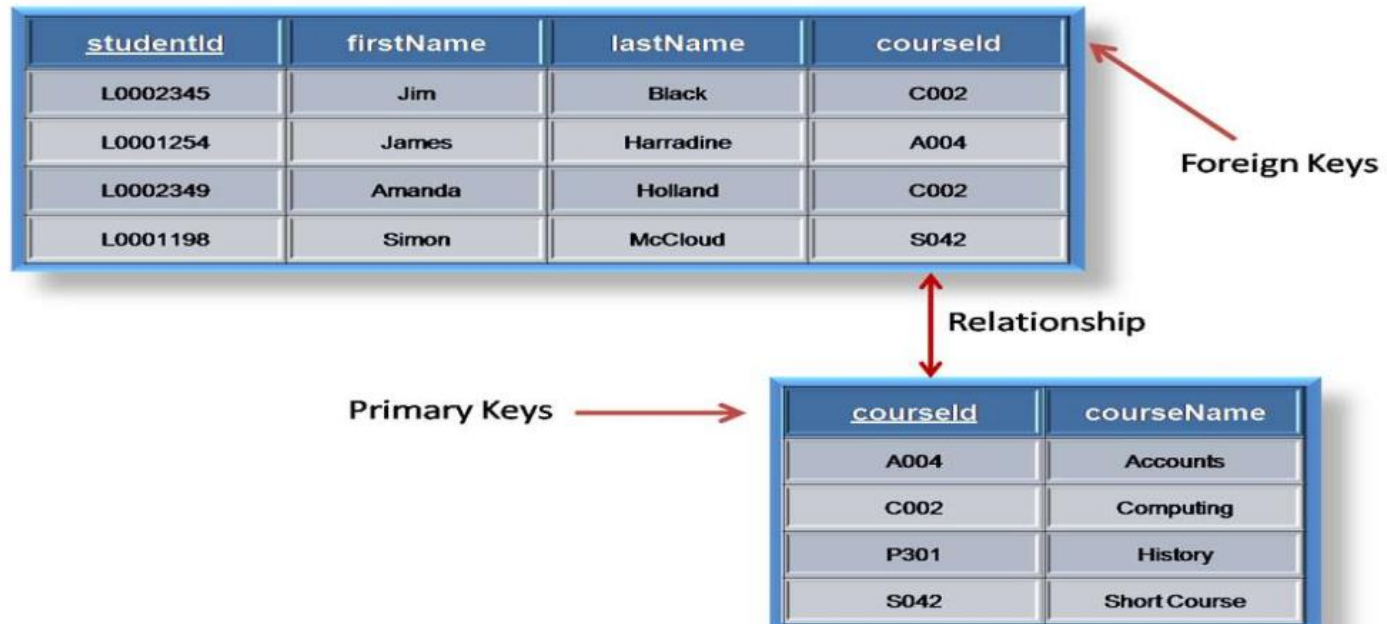 studentId firstName lastName courseId
L0002345 Jim Black C002
L0001254 James Harradine A004
Foreign Keys
L0002349 Amanda Holland C002
L0001198 Simon McCloud S042
Relationship
Primary Keys
courseId courseName
A004 Accounts
C002 Computing
P301 History
S042 Short Course